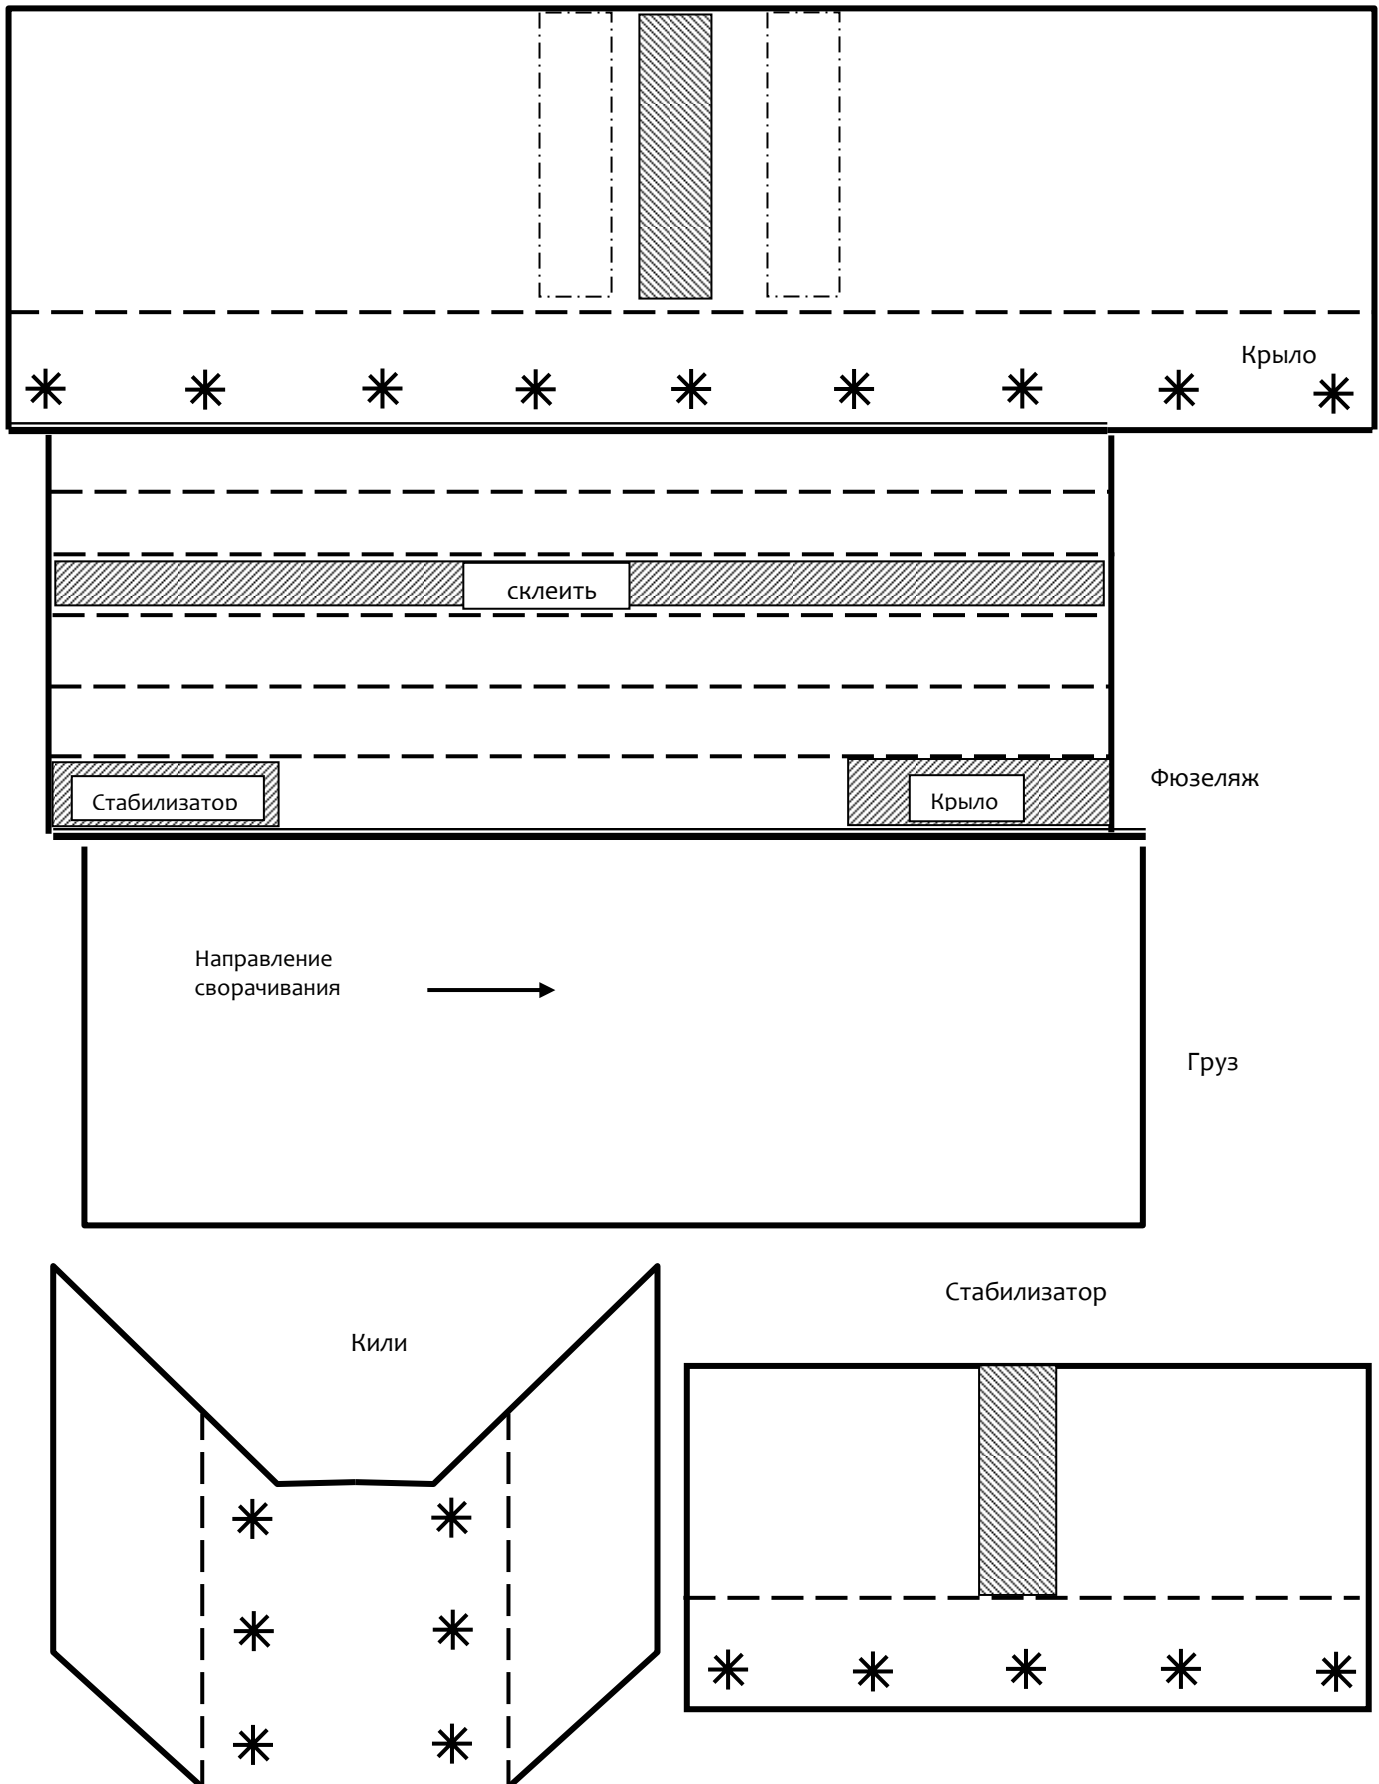 Крыло
склеить
Стабилизатор
Крыло
Фюзеляж
Направление
сворачивания
Груз
Стабилизатор
Кили